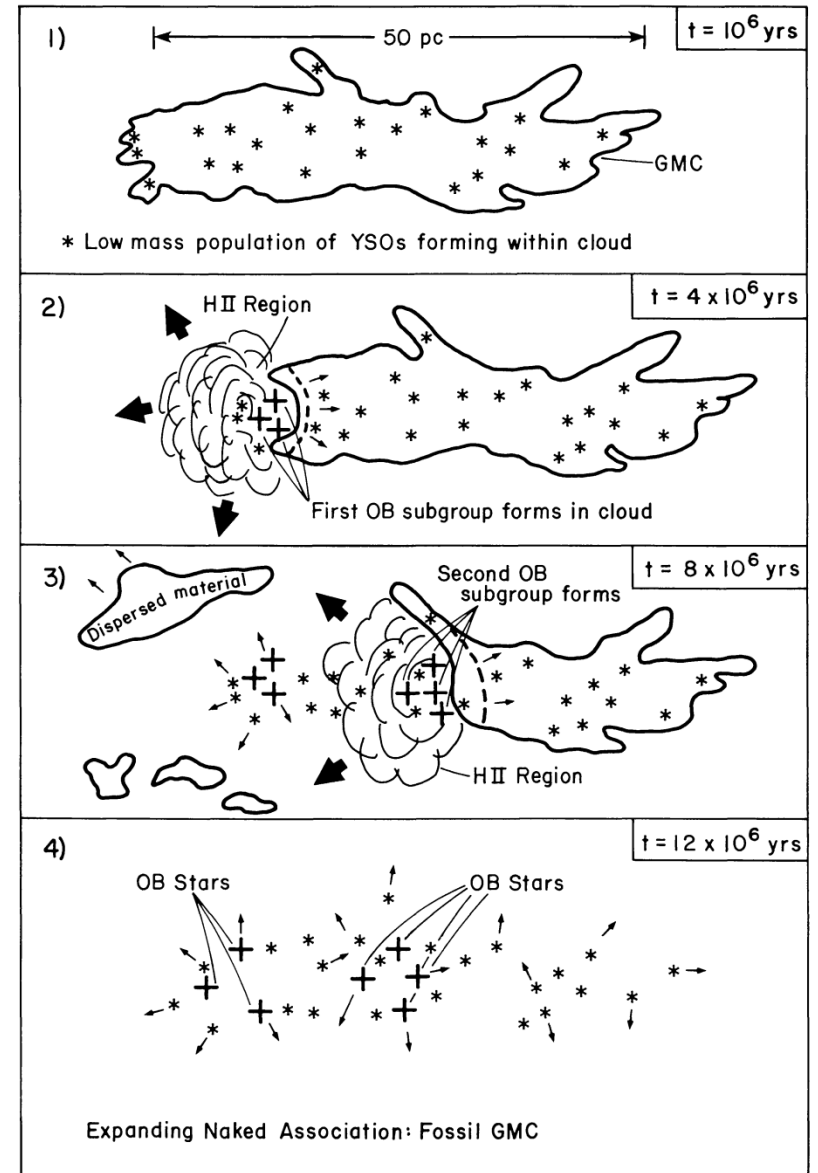 1)
50 pc
t = 10⁶ yrs
GMC
* Low mass population of YSOs forming within cloud
2)
HII Region
t = 4 x 10⁶ yrs
First OB subgroup forms in cloud
3)
t = 8 x 10⁶ yrs
Second OB
subgroup forms
Dispersed material
HII Region
4)
t = 12 x 10⁶ yrs
OB Stars
OB Stars
Expanding Naked Association: Fossil GMC